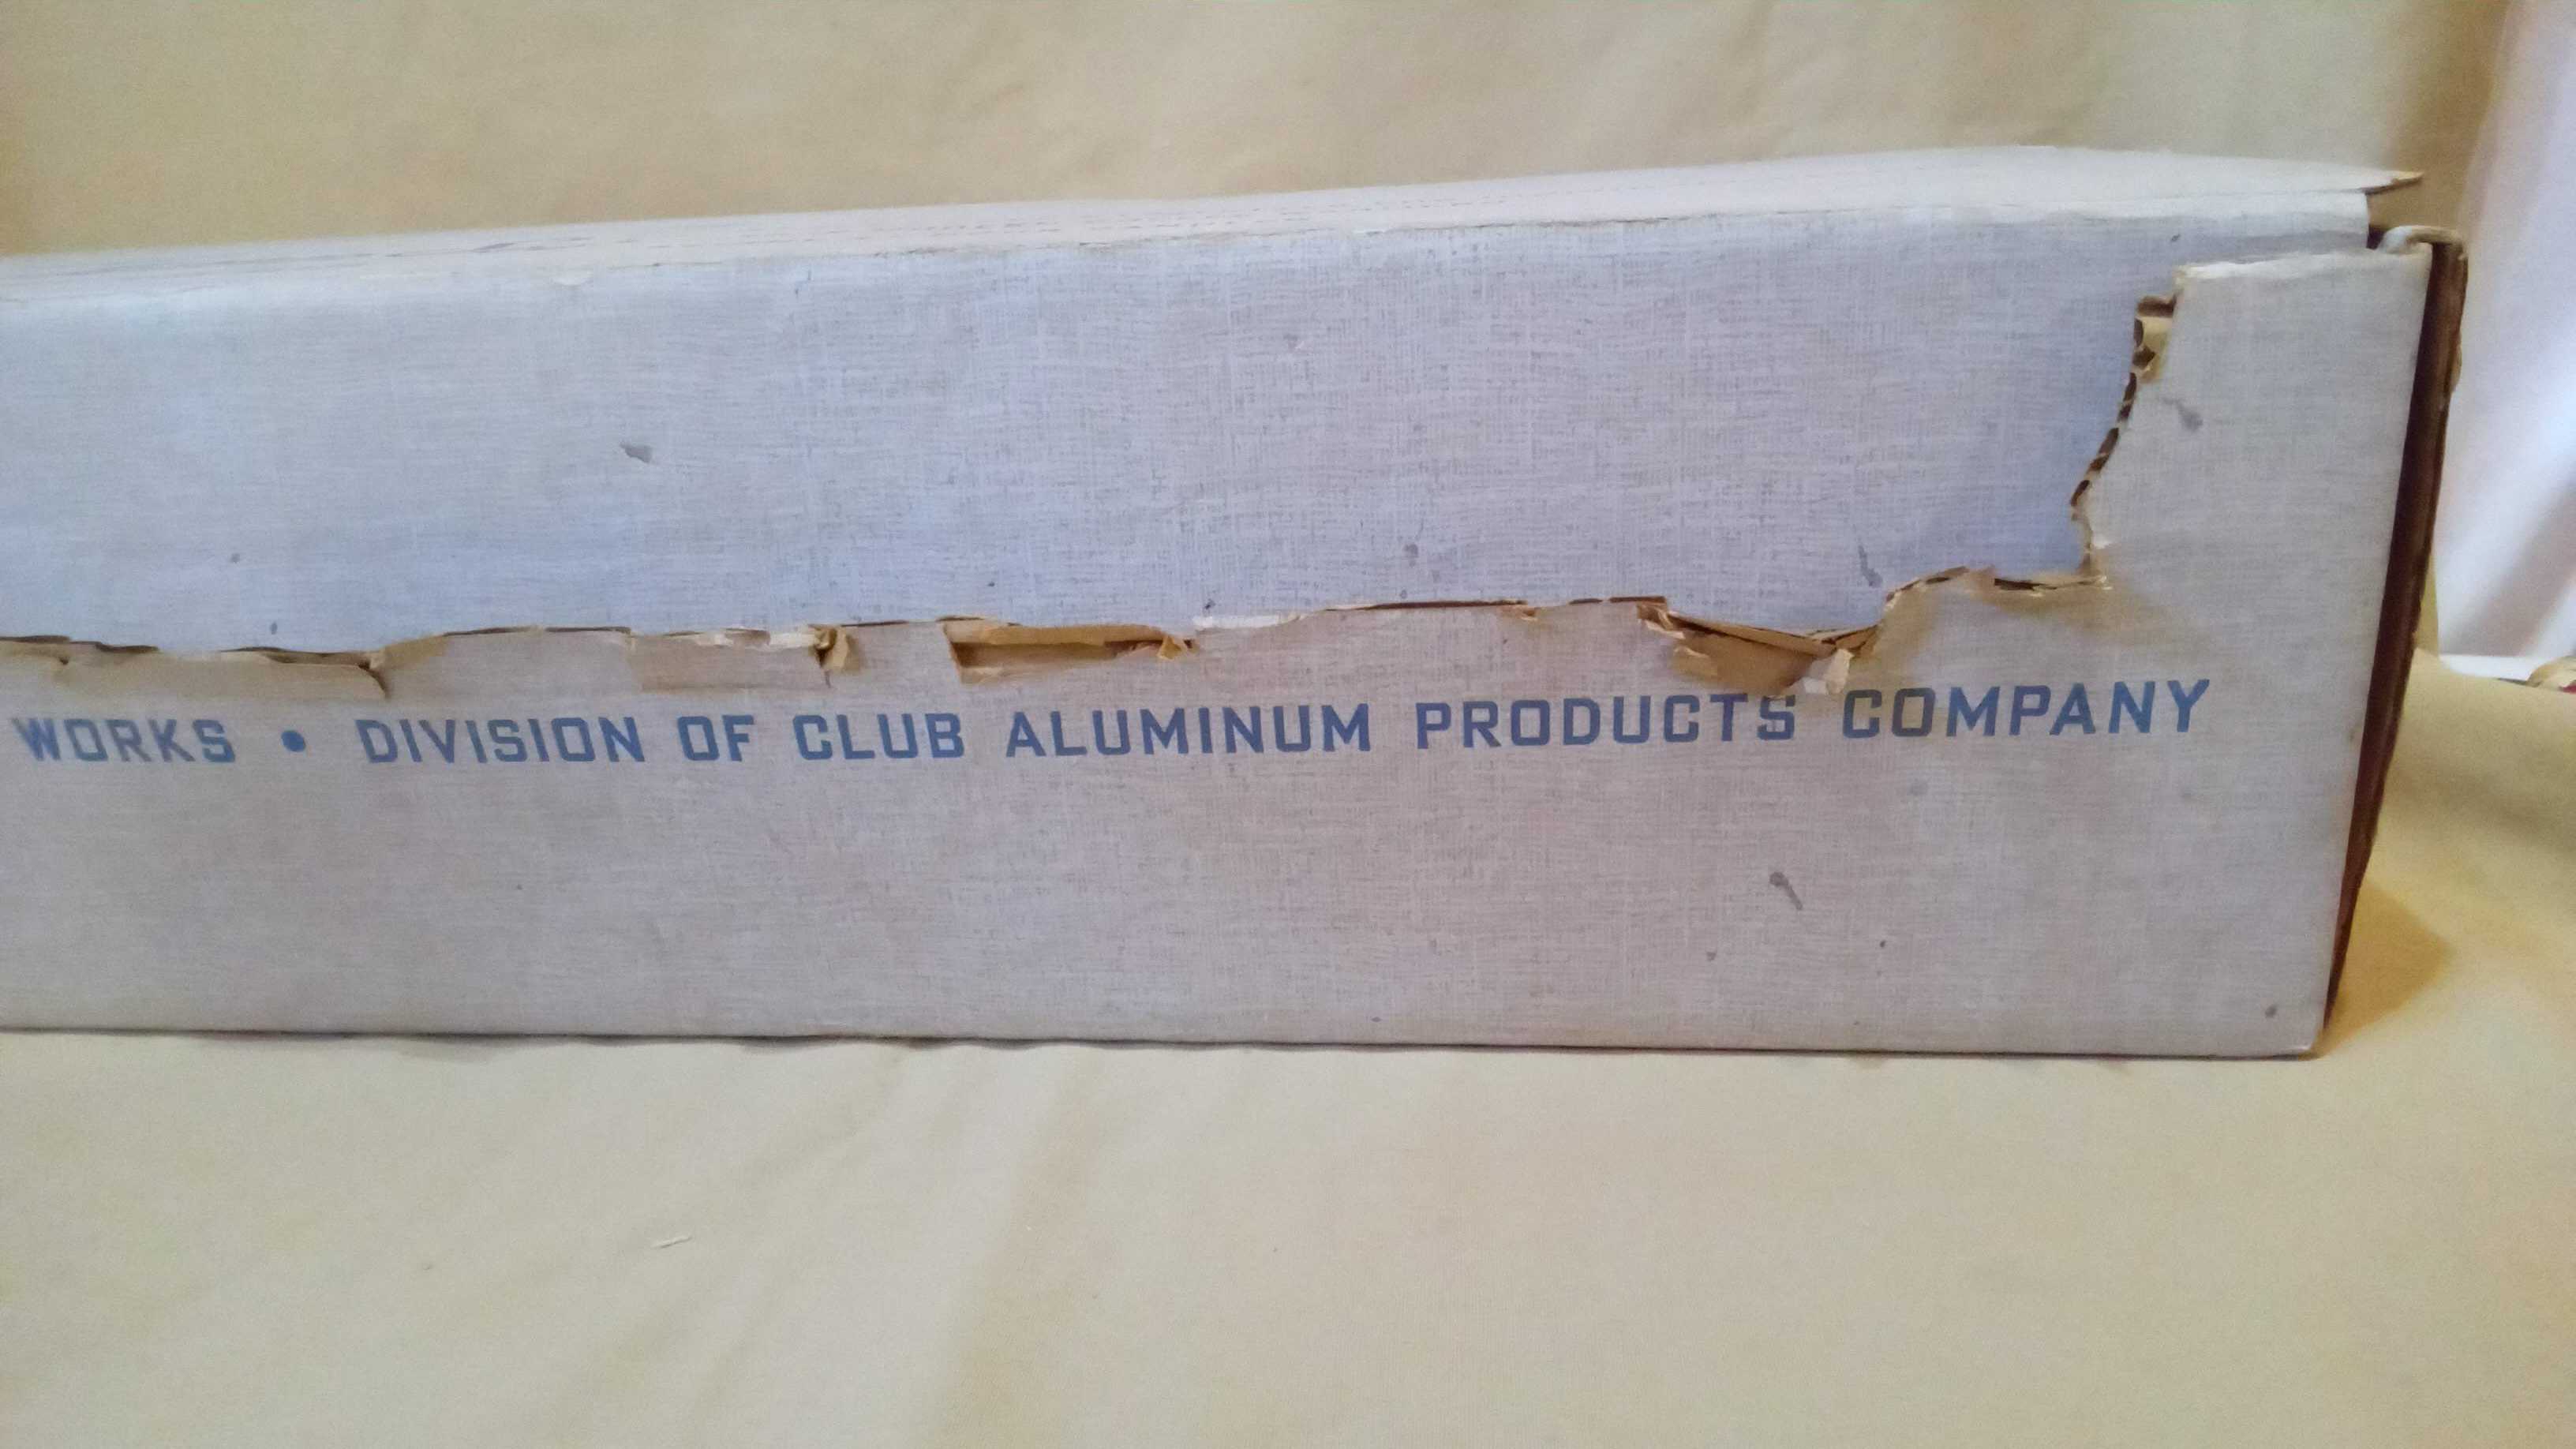 WORKS • DIVISION OF CLUB ALUMINUM PRODUCTS COMPANY